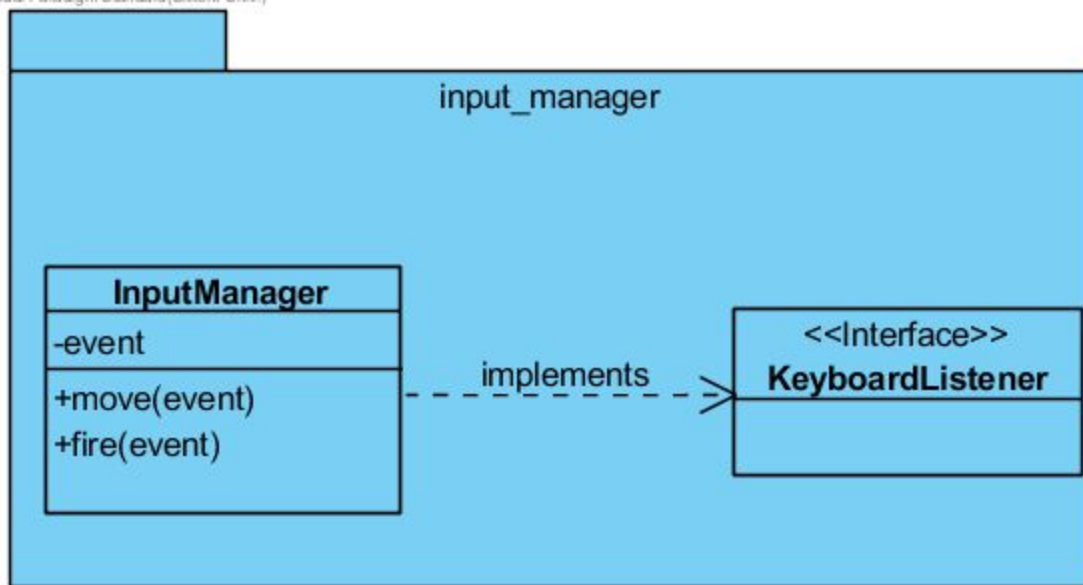 input_manager
InputManager
-event
+move(event)
+fire(event)
implements
<<Interface>>
KeyboardListener